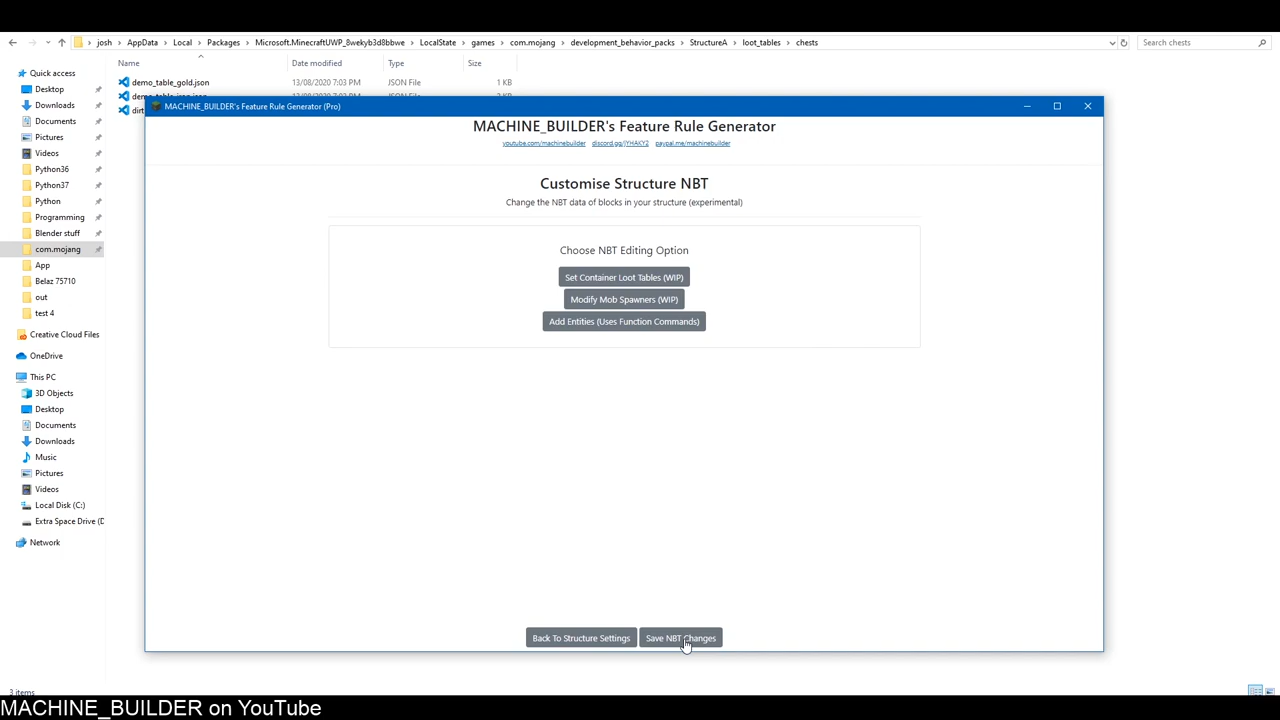 josh > AppData > Local > Packages > Microsoft.MinecraftUWP_8wekyb3d8bbwe > LocalState > games > com.mojang > development_behavior_packs > StructureA > loot_tables > chests
Search chests
Name Date modified Type Size
Quick access
Desktop
Downloads
Documents
Pictures
Videos
Python36
Python37
Python
Programming
Blender stuff
com.mojang
App
Belaz 75710
out
test 4
Creative Cloud Files
OneDrive
This PC
3D Objects
Desktop
Documents
Downloads
Music
Pictures
Videos
Local Disk (C:)
Extra Space Drive (D
Network
demo_table_gold.json 13/08/2020 7:03 PM JSON File 1 KB
dirt
MACHINE_BUILDER's Feature Rule Generator (Pro)
MACHINE_BUILDER's Feature Rule Generator
youtube.com/machinebuilder paypal.me/machinebuilder
Customise Structure NBT
Change the NBT data of blocks in your structure (experimental)
Choose NBT Editing Option
Set Container Loot Tables (WIP)
Modify Mob Spawners (WIP)
Add Entities (Uses Function Commands)
Back To Structure Settings
Save NBT Changes
3 items
MACHINE_BUILDER on YouTube